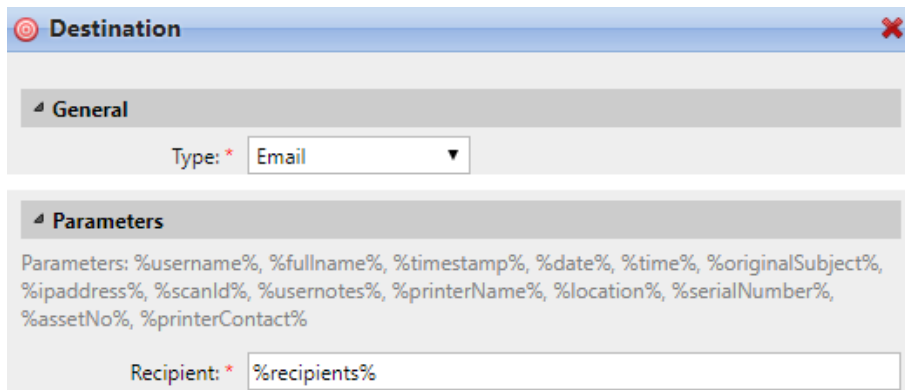 Destination
General
Type: * Email
Parameters
Parameters: %username%, %fullname%, %timestamp%, %date%, %time%, %originalSubject%,
%ipaddress%, %scanId%, %usernotes%, %printerName%, %location%, %serialNumber%,
%assetNo%, %printerContact%
Recipient: * %recipients%